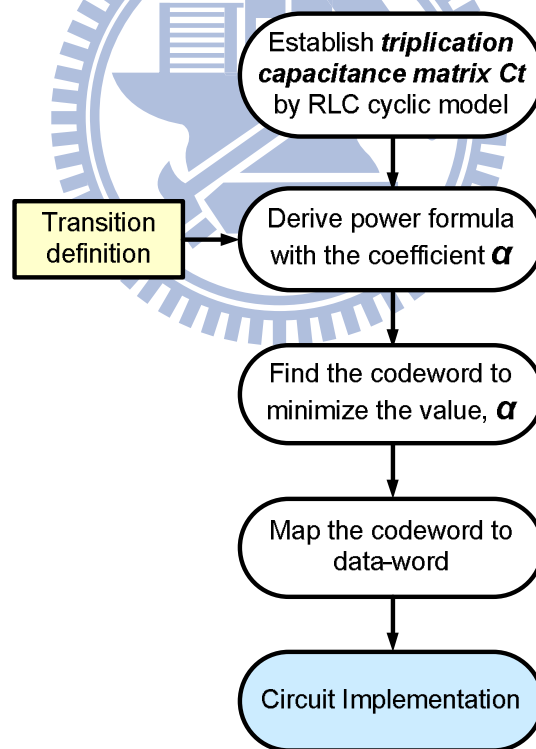 Establish triplication
capacitance matrix Ct
by RLC cyclic model
Transition
definition
Derive power formula
with the coefficient α
Find the codeword to
minimize the value, α
Map the codeword to
data-word
Circuit Implementation